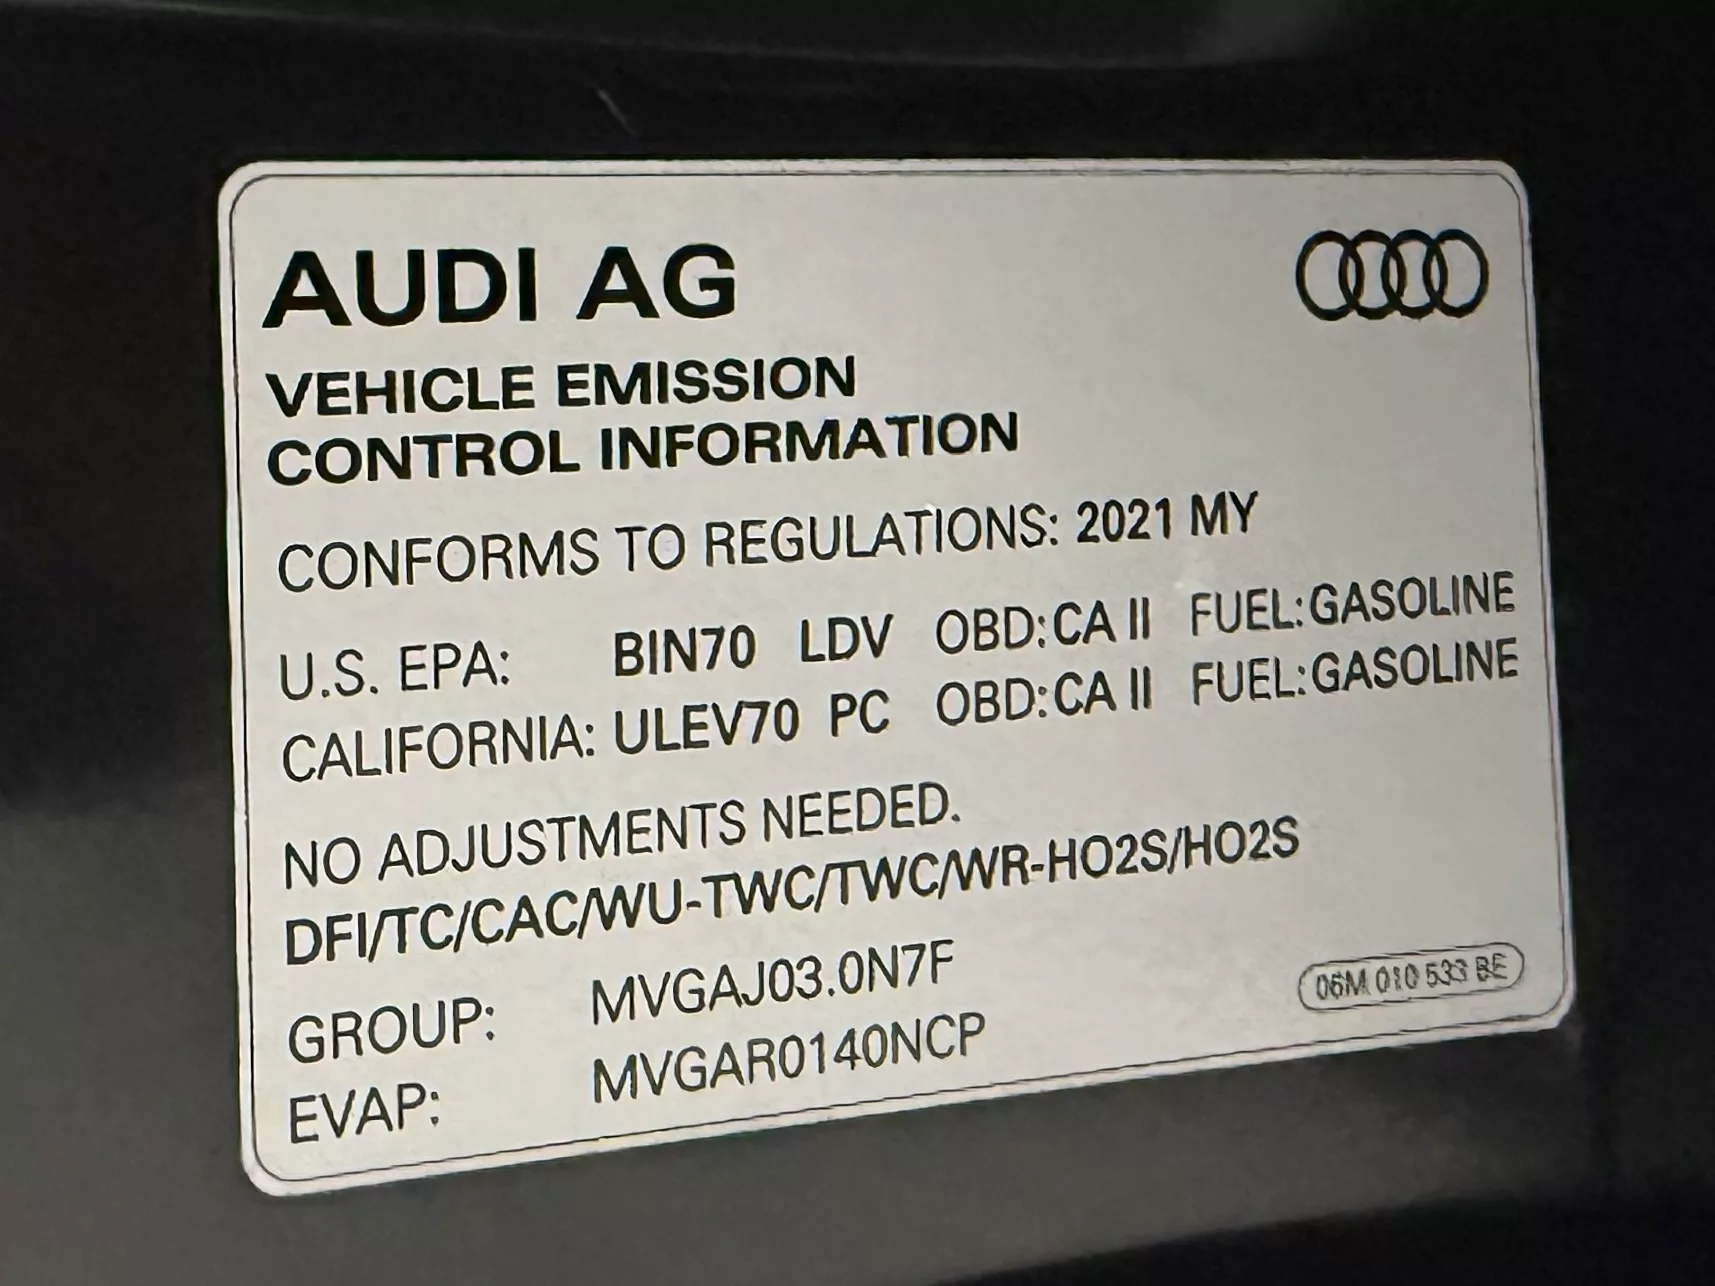 AUDI AG
VEHICLE EMISSION
CONTROL INFORMATION
CONFORMS TO REGULATIONS: 2021 MY
U.S. EPA: BIN70 LDV OBD:CA II FUEL:GASOLINE
CALIFORNIA: ULEV70 PC OBD:CA II FUEL:GASOLINE
NO ADJUSTMENTS NEEDED.
DFI/TC/CAC/WU-TWC/TWC/WR-HO2S/HO2S
GROUP: MVGAJ03.0N7F
EVAP: MVGAR0140NCP
06M 010 533 BE